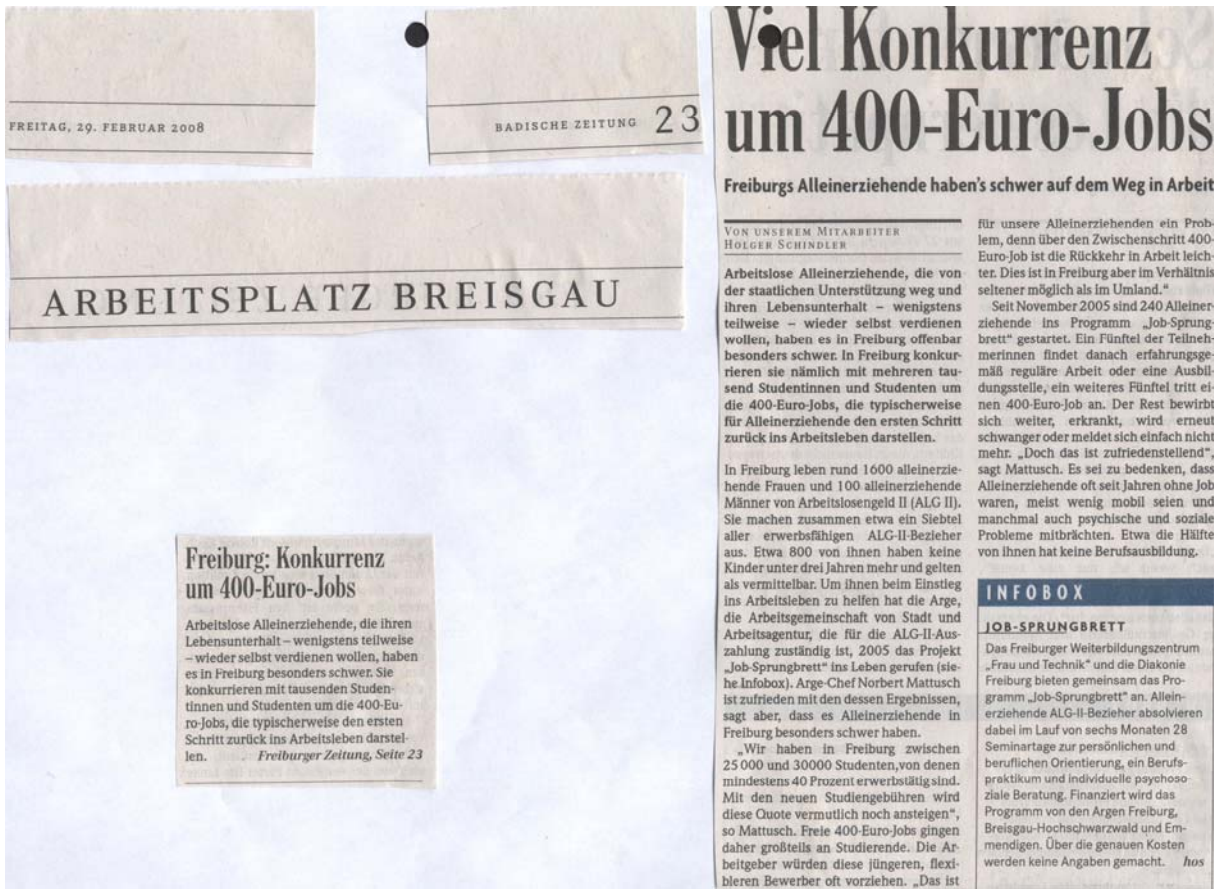 FREITAG, 29. FEBRUAR 2008
BADISCHE ZEITUNG 23
ARBEITSPLATZ BREISGAU
Freiburg: Konkurrenz
um 400-Euro-Jobs
Arbeitslose Alleinerziehende, die ihren
Lebensunterhalt – wenigstens teilweise
– wieder selbst verdienen wollen, haben
es in Freiburg besonders schwer. Sie
konkurrieren mit tausenden Studen-
tinnen und Studenten um die 400-Eu-
ro-Jobs, die typischerweise den ersten
Schritt zurück ins Arbeitsleben darstel-
len. Freiburger Zeitung, Seite 23
Viel Konkurrenz
um 400-Euro-Jobs
Freiburgs Alleinerziehende haben's schwer auf dem Weg in Arbeit
VON UNSEREM MITARBEITER
HOLGER SCHINDLER
Arbeitslose Alleinerziehende, die von
der staatlichen Unterstützung weg und
ihren Lebensunterhalt – wenigstens
teilweise – wieder selbst verdienen
wollen, haben es in Freiburg offenbar
besonders schwer. In Freiburg konkur-
rieren sie nämlich mit mehreren tau-
send Studentinnen und Studenten um
die 400-Euro-Jobs, die typischerweise
für Alleinerziehende den ersten Schritt
zurück ins Arbeitsleben darstellen.
In Freiburg leben rund 1600 alleinerzie-
hende Frauen und 100 alleinerziehende
Männer von Arbeitslosengeld II (ALG II).
Sie machen zusammen etwa ein Siebtel
aller erwerbsfähigen ALG-II-Bezieher
aus. Etwa 800 von ihnen haben keine
Kinder unter drei Jahren mehr und gelten
als vermittelbar. Um ihnen beim Einstieg
ins Arbeitsleben zu helfen hat die Arge,
die Arbeitsgemeinschaft von Stadt und
Arbeitsagentur, die für die ALG-II-Aus-
zahlung zuständig ist, 2005 das Projekt
„Job-Sprungbrett" ins Leben gerufen (sie-
he Infobox). Arge-Chef Norbert Mattusch
ist zufrieden mit den dessen Ergebnissen,
sagt aber, dass es Alleinerziehende in
Freiburg besonders schwer haben.
„Wir haben in Freiburg zwischen
25 000 und 30000 Studenten,von denen
mindestens 40 Prozent erwerbstätig sind.
Mit den neuen Studiengebühren wird
diese Quote vermutlich noch ansteigen",
so Mattusch. Freie 400-Euro-Jobs gingen
daher großteils an Studierende. Die Ar-
beitgeber würden diese jüngeren, flexi-
bleren Bewerber oft vorziehen. „Das ist
für unsere Alleinerziehenden ein Prob-
lem, denn über den Zwischenschritt 400-
Euro-Job ist die Rückkehr in Arbeit leich-
ter. Dies ist in Freiburg aber im Verhältnis
seltener möglich als im Umland."
Seit November 2005 sind 240 Alleiner-
ziehende ins Programm „Job-Sprung-
brett" gestartet. Ein Fünftel der Teilneh-
merinnen findet danach erfahrungsge-
mäß reguläre Arbeit oder eine Ausbil-
dungsstelle, ein weiteres Fünftel tritt ei-
nen 400-Euro-Job an. Der Rest bewirbt
sich weiter, erkrankt, wird erneut
schwanger oder meldet sich einfach nicht
mehr. „Doch das ist zufriedenstellend",
sagt Mattusch. Es sei zu bedenken, dass
Alleinerziehende oft seit Jahren ohne Job
waren, meist wenig mobil seien und
manchmal auch psychische und soziale
Probleme mitbrächten. Etwa die Hälfte
von ihnen hat keine Berufsausbildung.
INFOBOX
JOB-SPRUNGBRETT
Das Freiburger Weiterbildungszentrum
„Frau und Technik" und die Diakonie
Freiburg bieten gemeinsam das Pro-
gramm „Job-Sprungbrett" an. Allein-
erziehende ALG-II-Bezieher absolvieren
dabei im Lauf von sechs Monaten 28
Seminartage zur persönlichen und
beruflichen Orientierung, ein Berufs-
praktikum und individuelle psychoso
ziale Beratung. Finanziert wird das
Programm von den Argen Freiburg,
Breisgau-Hochschwarzwald und Em-
mendigen. Über die genauen Kosten
werden keine Angaben gemacht. hos